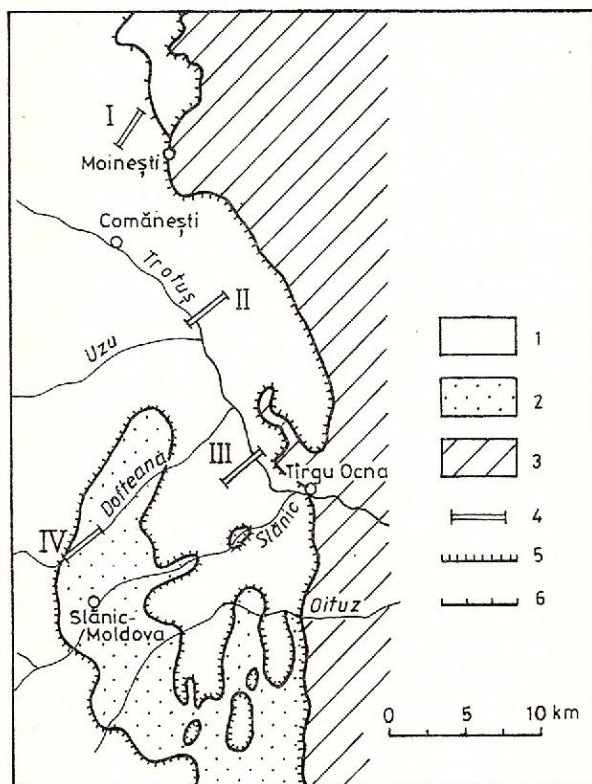 I
Moinești
Comănești
Trotuș
II
Uzu
1
2
III
Tîrgu Ocna
3
Dofteana
Slănic
4
IV
5
Slănic-
Moldova
Oituz
6
0 5 10 km